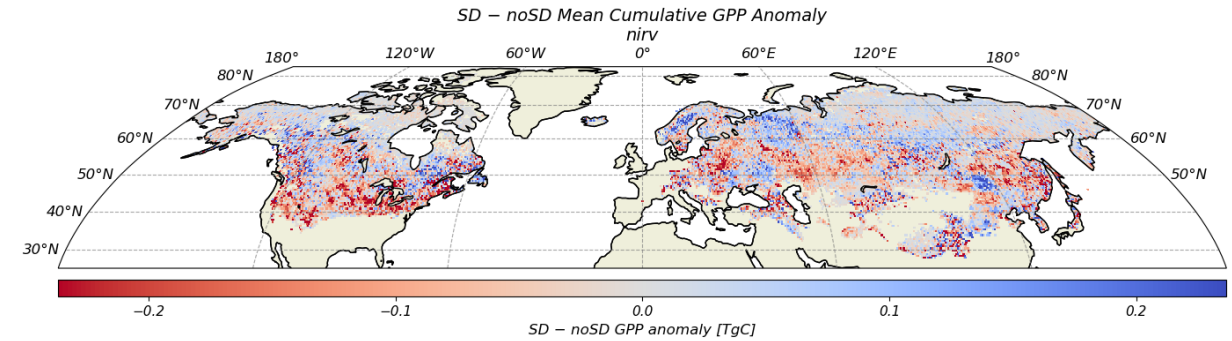 SD − noSD Mean Cumulative GPP Anomaly
nirv
180° 120°W 60°W 0° 60°E 120°E 180°
80°N 80°N
70°N 70°N
60°N 60°N
50°N 50°N
40°N 40°N
30°N 30°N
−0.2 −0.1 0.0 0.1 0.2
SD − noSD GPP anomaly [TgC]